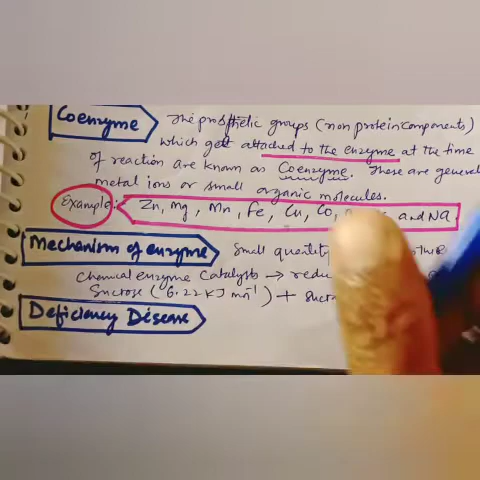 Coenzyme
The prosthetic groups (non protein components)
which get attached to the enzyme at the time
of reaction are known as Coenzyme. These are general
metal ions or small organic molecules.
Example: Zn, Mg, Mn, Fe, Cu, Co, and Na.
Mechanism of enzyme
Small quantity
Chemical enzyme catalysts → redu
Sucrose (6.22 KJ mn⁻¹) + Sucr
Deficiency Disease